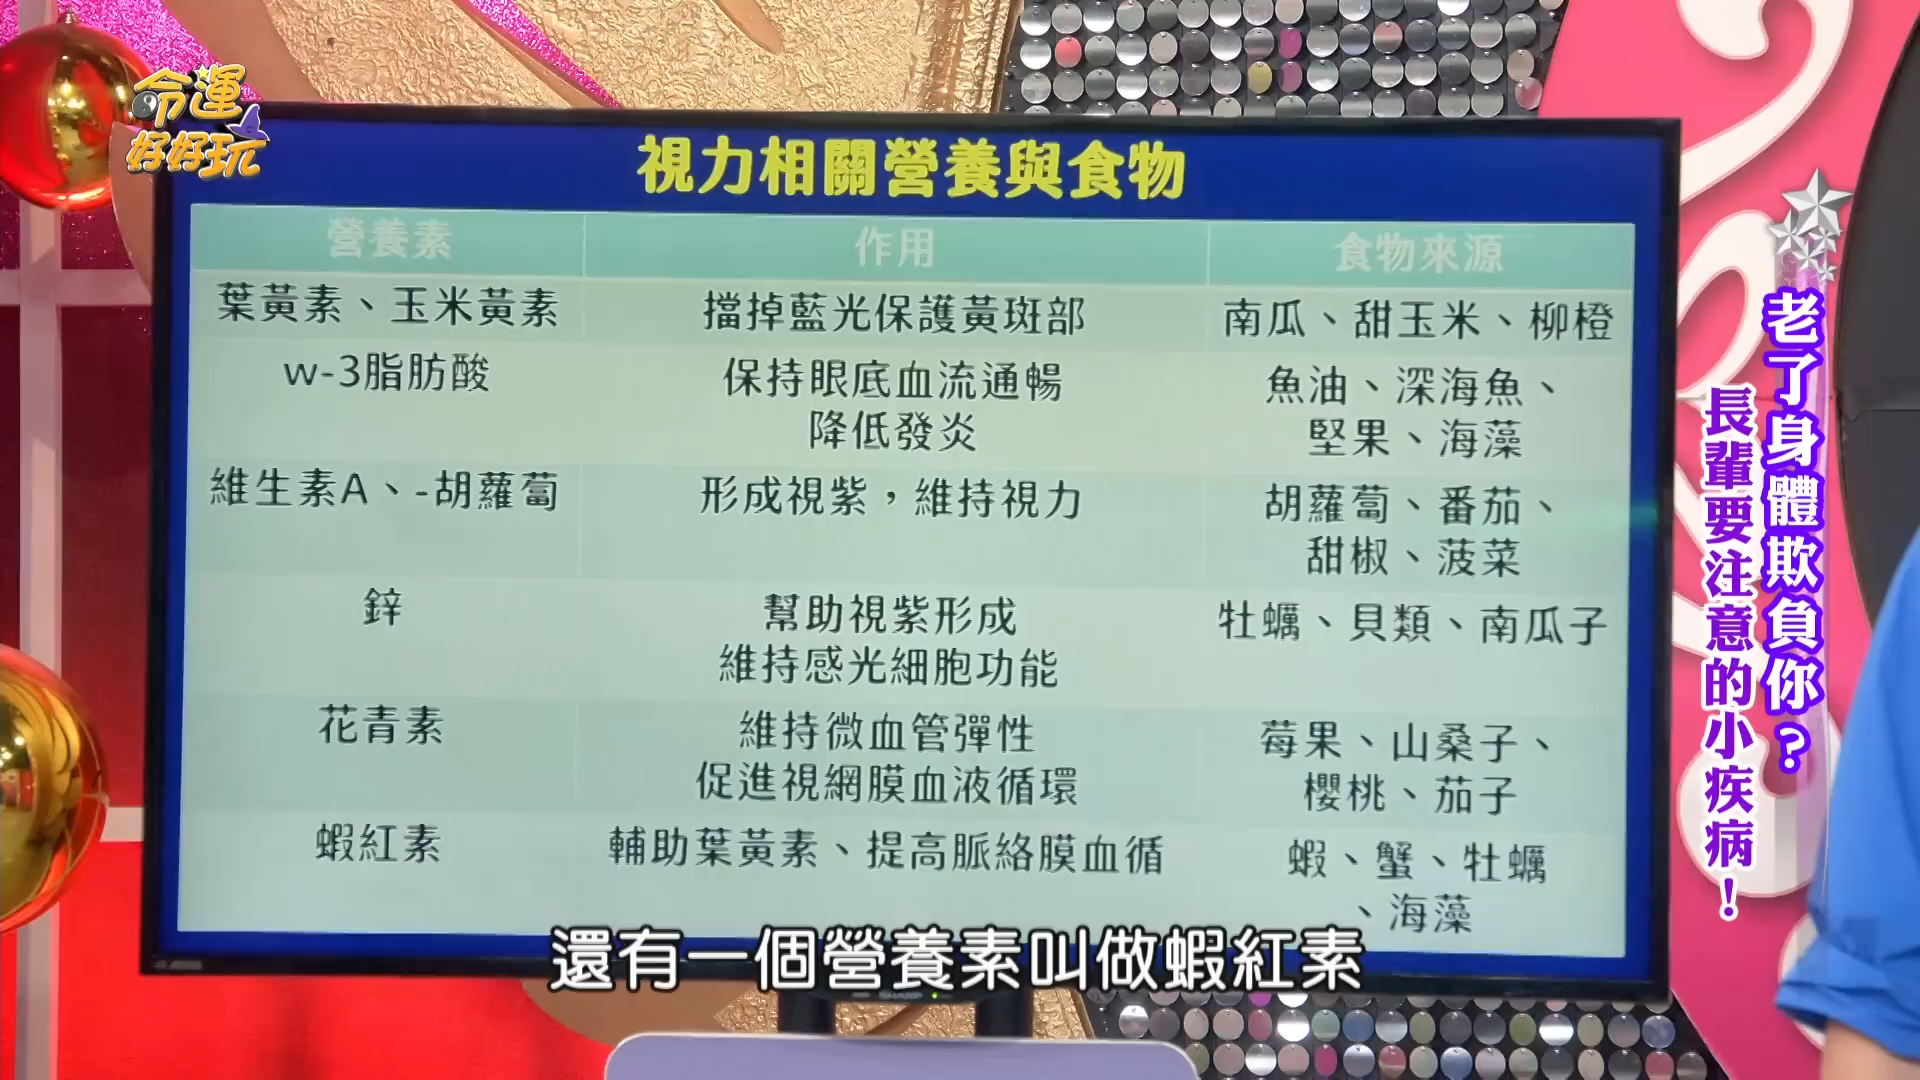 命運
好好玩
視力相關營養與食物
營養素 作用 食物來源
葉黃素、玉米黃素 擋掉藍光保護黃斑部 南瓜、甜玉米、柳橙
w-3脂肪酸 保持眼底血流通暢 魚油、深海魚、
降低發炎 堅果、海藻
維生素A、-胡蘿蔔 形成視紫，維持視力 胡蘿蔔、番茄、
甜椒、菠菜
鋅 幫助視紫形成 牡蠣、貝類、南瓜子
維持感光細胞功能
花青素 維持微血管彈性 莓果、山桑子、
促進視網膜血液循環 櫻桃、茄子
蝦紅素 輔助葉黃素、提高脈絡膜血循 蝦、蟹、牡蠣
、海藻
老了身體欺負你？
長輩要注意的小疾病！
還有一個營養素叫做蝦紅素
SHARP